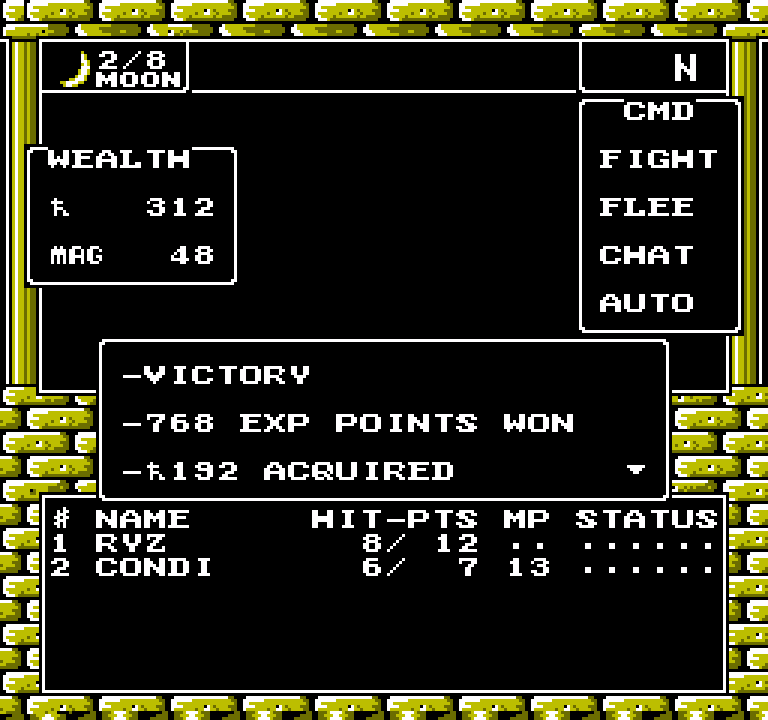 2/8
MOON
N
CMD
FIGHT
FLEE
CHAT
AUTO
WEALTH
ђ 312
MAG 48
-VICTORY
-768 EXP POINTS WON
-ђ192 ACQUIRED
# NAME HIT-PTS MP STATUS
1 RYZ 8/ 12 .. ......
2 CONDI 6/ 7 13 ......